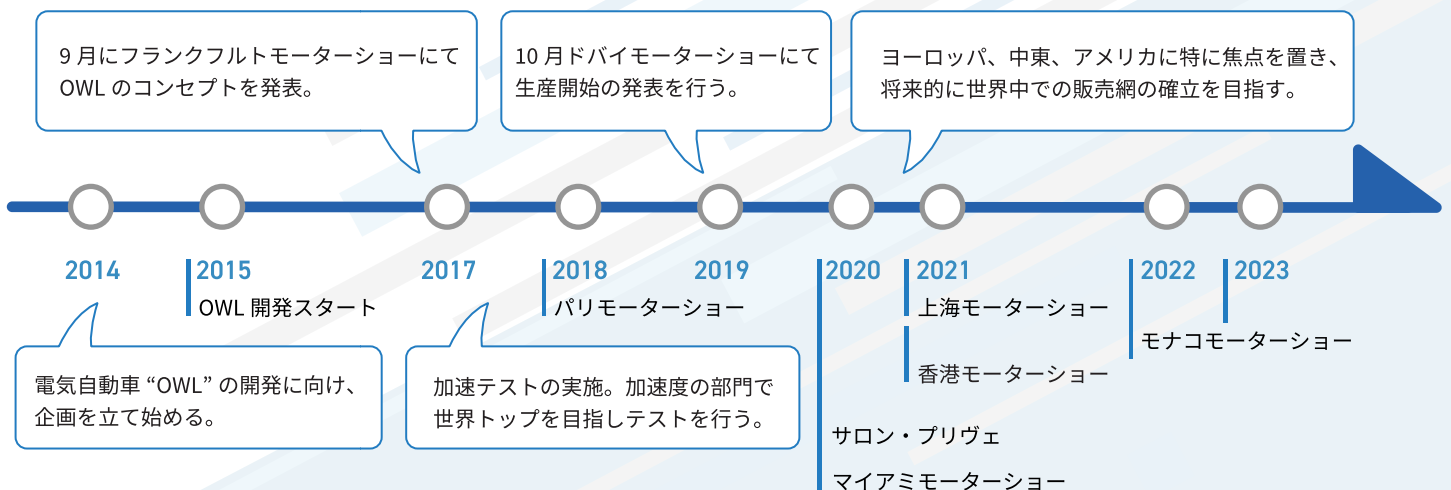 9 月にフランクフルトモーターショーにて
OWL のコンセプトを発表。
10 月ドバイモーターショーにて
生産開始の発表を行う。
ヨーロッパ、中東、アメリカに特に焦点を置き、
将来的に世界中での販売網の確立を目指す。
2014
2015
2017
2018
2019
2020
2021
2022
2023
OWL 開発スタート
パリモーターショー
上海モーターショー
モナコモーターショー
香港モーターショー
電気自動車 “OWL” の開発に向け、
企画を立て始める。
加速テストの実施。加速度の部門で
世界トップを目指しテストを行う。
サロン・プリヴェ
マイアミモーターショー